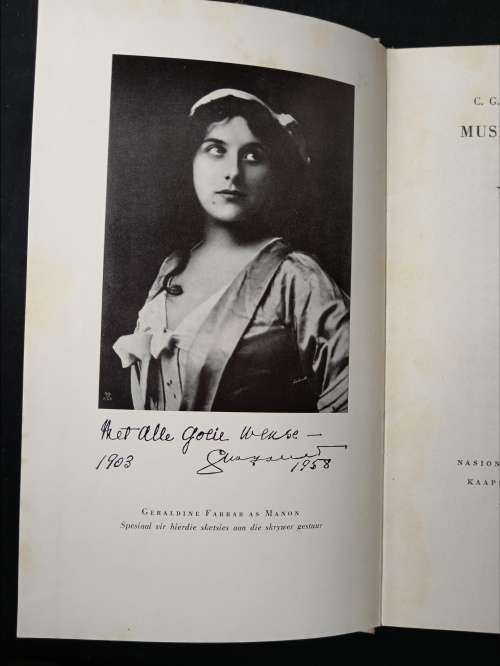 Met Alle Goeie Wense —
1903
1958
GERALDINE FARRAR AS MANON
Spesiaal vir hierdie sketsies aan die skrywer gestuur
C. G.
MUS
NASION
KAAP